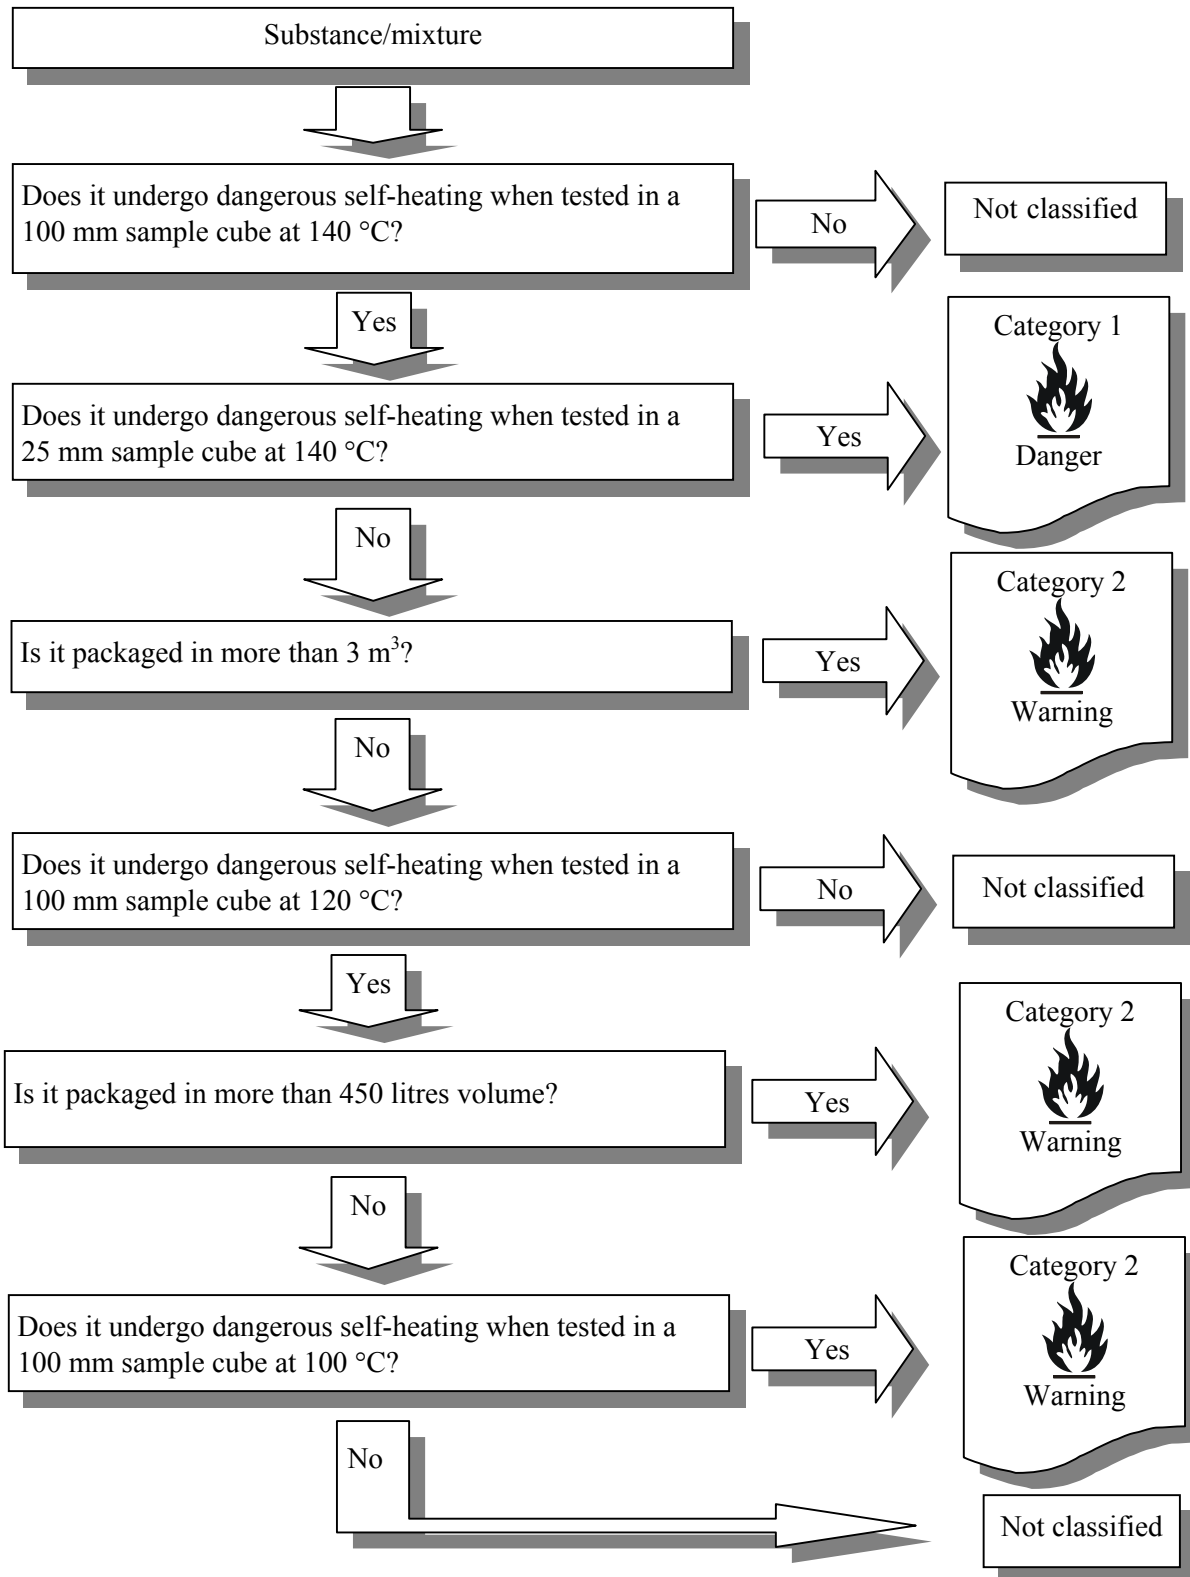 Substance/mixture
Does it undergo dangerous self-heating when tested in a
100 mm sample cube at 140 °C?
No
Not classified
Yes
Does it undergo dangerous self-heating when tested in a
25 mm sample cube at 140 °C?
Yes
Category 1
Danger
No
Is it packaged in more than 3 m³?
Yes
Category 2
Warning
No
Does it undergo dangerous self-heating when tested in a
100 mm sample cube at 120 °C?
No
Not classified
Yes
Is it packaged in more than 450 litres volume?
Yes
Category 2
Warning
No
Does it undergo dangerous self-heating when tested in a
100 mm sample cube at 100 °C?
Yes
Category 2
Warning
No
Not classified